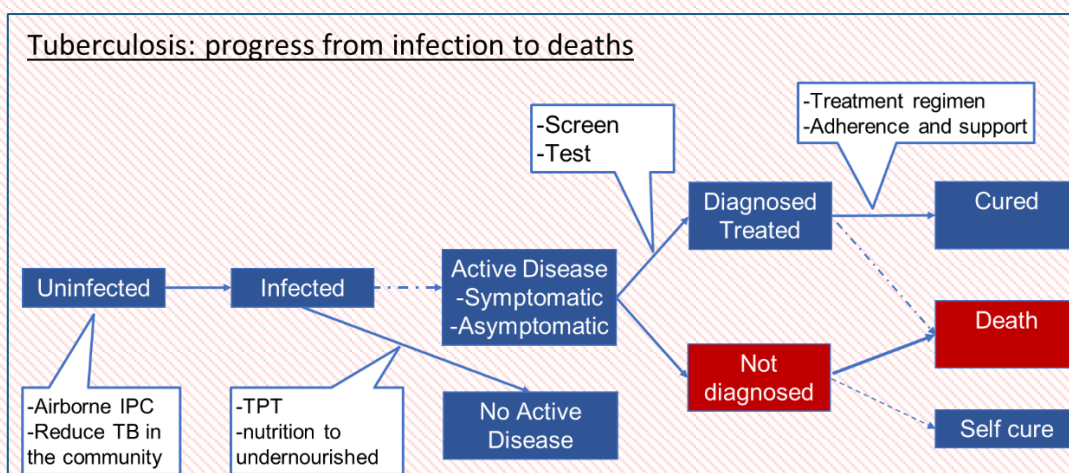 Tuberculosis: progress from infection to deaths
-Screen
-Test
-Treatment regimen
-Adherence and support
Diagnosed
Treated
Cured
Uninfected
Infected
Active Disease
-Symptomatic
-Asymptomatic
Death
Not
diagnosed
-Airborne IPC
-Reduce TB in
the community
-TPT
-nutrition to
undernourished
No Active
Disease
Self cure